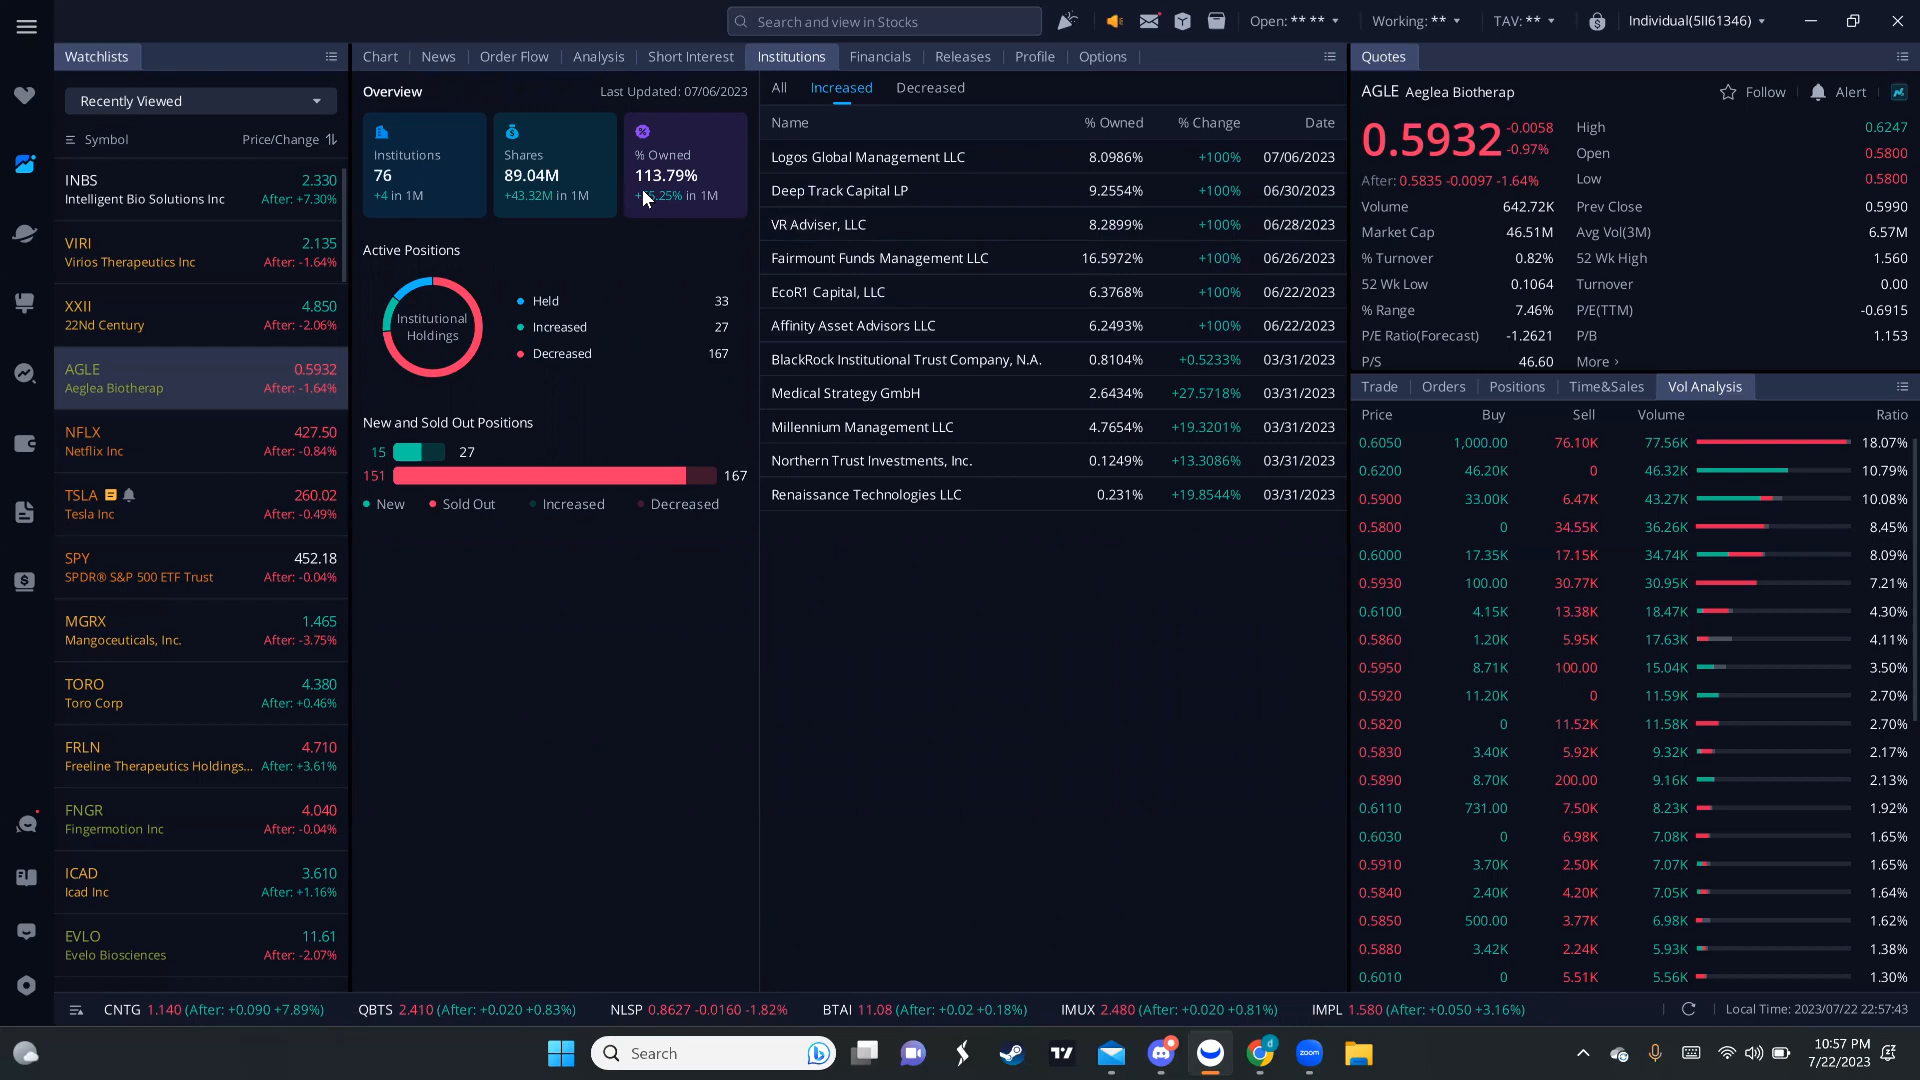 Search and view in Stocks
Open: ** **
Working: **
TAV: **
Individual(5II61346)
Watchlists
Recently Viewed
Symbol Price/Change
INBS 2.330
Intelligent Bio Solutions Inc After: +7.30%
VIRI 2.135
Virios Therapeutics Inc After: -1.64%
XXII 4.850
22Nd Century After: -2.06%
AGLE 0.5932
Aeglea Biotherap After: -1.64%
NFLX 427.50
Netflix Inc After: -0.84%
TSLA 260.02
Tesla Inc After: -0.49%
SPY 452.18
SPDR® S&P 500 ETF Trust After: -0.04%
MGRX 1.465
Mangoceuticals, Inc. After: -3.75%
TORO 4.380
Toro Corp After: +0.46%
FRLN 4.710
Freeline Therapeutics Holdings... After: +3.61%
FNGR 4.040
Fingermotion Inc After: -0.04%
ICAD 3.610
Icad Inc After: +1.16%
EVLO 11.61
Evelo Biosciences After: -2.07%
Chart News Order Flow Analysis Short Interest Institutions Financials Releases Profile Options
Overview Last Updated: 07/06/2023
Institutions
76
+4 in 1M
Shares
89.04M
+43.32M in 1M
% Owned
113.79%
in 1M
Active Positions
Institutional
Holdings
Held 33
Increased 27
Decreased 167
New and Sold Out Positions
15 27
151 167
New Sold Out Increased Decreased
All Increased Decreased
Name % Owned % Change Date
Logos Global Management LLC 8.0986% +100% 07/06/2023
Deep Track Capital LP 9.2554% +100% 06/30/2023
VR Adviser, LLC 8.2899% +100% 06/28/2023
Fairmount Funds Management LLC 16.5972% +100% 06/26/2023
EcoR1 Capital, LLC 6.3768% +100% 06/22/2023
Affinity Asset Advisors LLC 6.2493% +100% 06/22/2023
BlackRock Institutional Trust Company, N.A. 0.8104% +0.5233% 03/31/2023
Medical Strategy GmbH 2.6434% +27.5718% 03/31/2023
Millennium Management LLC 4.7654% +19.3201% 03/31/2023
Northern Trust Investments, Inc. 0.1249% +13.3086% 03/31/2023
Renaissance Technologies LLC 0.231% +19.8544% 03/31/2023
Quotes
AGLE Aeglea Biotherap Follow Alert
0.5932 -0.0058
-0.97%
After: 0.5835 -0.0097 -1.64%
High 0.6247
Open 0.5800
Low 0.5800
Volume 642.72K Prev Close 0.5990
Market Cap 46.51M Avg Vol(3M) 6.57M
% Turnover 0.82% 52 Wk High 1.560
52 Wk Low 0.1064 Turnover 0.00
% Range 7.46% P/E(TTM) -0.6915
P/E Ratio(Forecast) -1.2621 P/B 1.153
P/S 46.60 More ›
Trade Orders Positions Time&Sales Vol Analysis
Price Buy Sell Volume Ratio
0.6050 1,000.00 76.10K 77.56K 18.07%
0.6200 46.20K 0 46.32K 10.79%
0.5900 33.00K 6.47K 43.27K 10.08%
0.5800 0 34.55K 36.26K 8.45%
0.6000 17.35K 17.15K 34.74K 8.09%
0.5930 100.00 30.77K 30.95K 7.21%
0.6100 4.15K 13.38K 18.47K 4.30%
0.5860 1.20K 5.95K 17.63K 4.11%
0.5950 8.71K 100.00 15.04K 3.50%
0.5920 11.20K 0 11.59K 2.70%
0.5820 0 11.52K 11.58K 2.70%
0.5830 3.40K 5.92K 9.32K 2.17%
0.5890 8.70K 200.00 9.16K 2.13%
0.6110 731.00 7.50K 8.23K 1.92%
0.6030 0 6.98K 7.08K 1.65%
0.5910 3.70K 2.50K 7.07K 1.65%
0.5840 2.40K 4.20K 7.05K 1.64%
0.5850 500.00 3.77K 6.98K 1.62%
0.5880 3.42K 2.24K 5.93K 1.38%
0.6010 0 5.51K 5.56K 1.30%
CNTG 1.140 (After: +0.090 +7.89%) QBTS 2.410 (After: +0.020 +0.83%) NLSP 0.8627 -0.0160 -1.82% BTAI 11.08 (After: +0.02 +0.18%) IMUX 2.480 (After: +0.020 +0.81%) IMPL 1.580 (After: +0.050 +3.16%) Local Time: 2023/07/22 22:57:43
Search
10:57 PM
7/22/2023